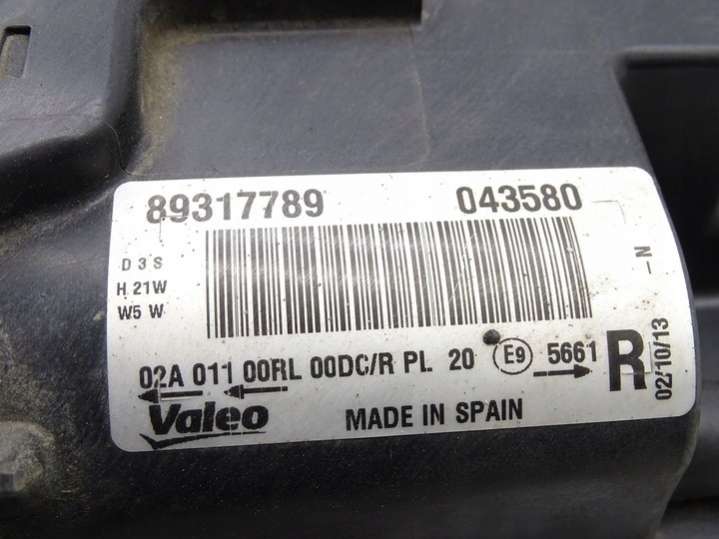 89317789 043580
D 3 S
H 21W
W5 W
02A 011 00RL 00DC/R PL 20 E9 5661 R
02/10/13 - N
Valeo MADE IN SPAIN